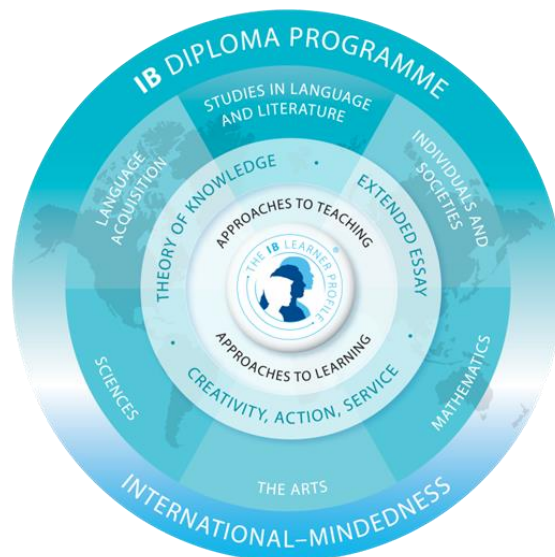 IB DIPLOMA PROGRAMME
STUDIES IN LANGUAGE
AND LITERATURE
LANGUAGE
ACQUISITION
INDIVIDUALS AND
SOCIETIES
THEORY OF KNOWLEDGE
EXTENDED ESSAY
APPROACHES TO TEACHING
THE IB LEARNER PROFILE
®
APPROACHES TO LEARNING
CREATIVITY, ACTION, SERVICE
SCIENCES
MATHEMATICS
THE ARTS
INTERNATIONAL–MINDEDNESS